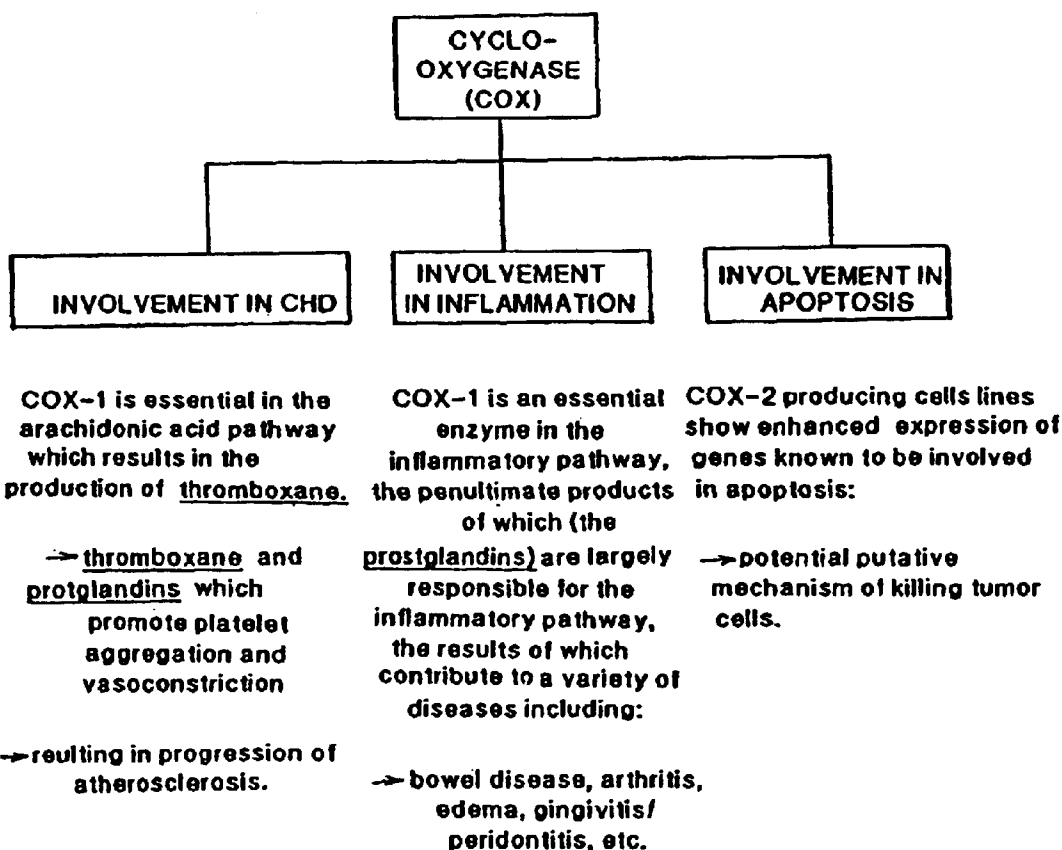 CYCLO-
OXYGENASE
(COX)
INVOLVEMENT IN CHD
INVOLVEMENT
IN INFLAMMATION
INVOLVEMENT IN
APOPTOSIS
COX-1 is essential in the
arachidonic acid pathway
which results in the
production of thromboxane.
→ thromboxane and
protglandins which
promote platelet
aggregation and
vasoconstriction
→ reulting in progression of
atherosclerosis.
COX-1 is an essential
enzyme in the
inflammatory pathway,
the penultimate products
of which (the
prostglandins) are largely
responsible for the
inflammatory pathway,
the results of which
contribute to a variety of
diseases including:
→ bowel disease, arthritis,
edema, gingivitis/
peridontitis, etc.
COX-2 producing cells lines
show enhanced expression of
genes known to be involved
in apoptosis:
→ potential putative
mechanism of killing tumor
cells.